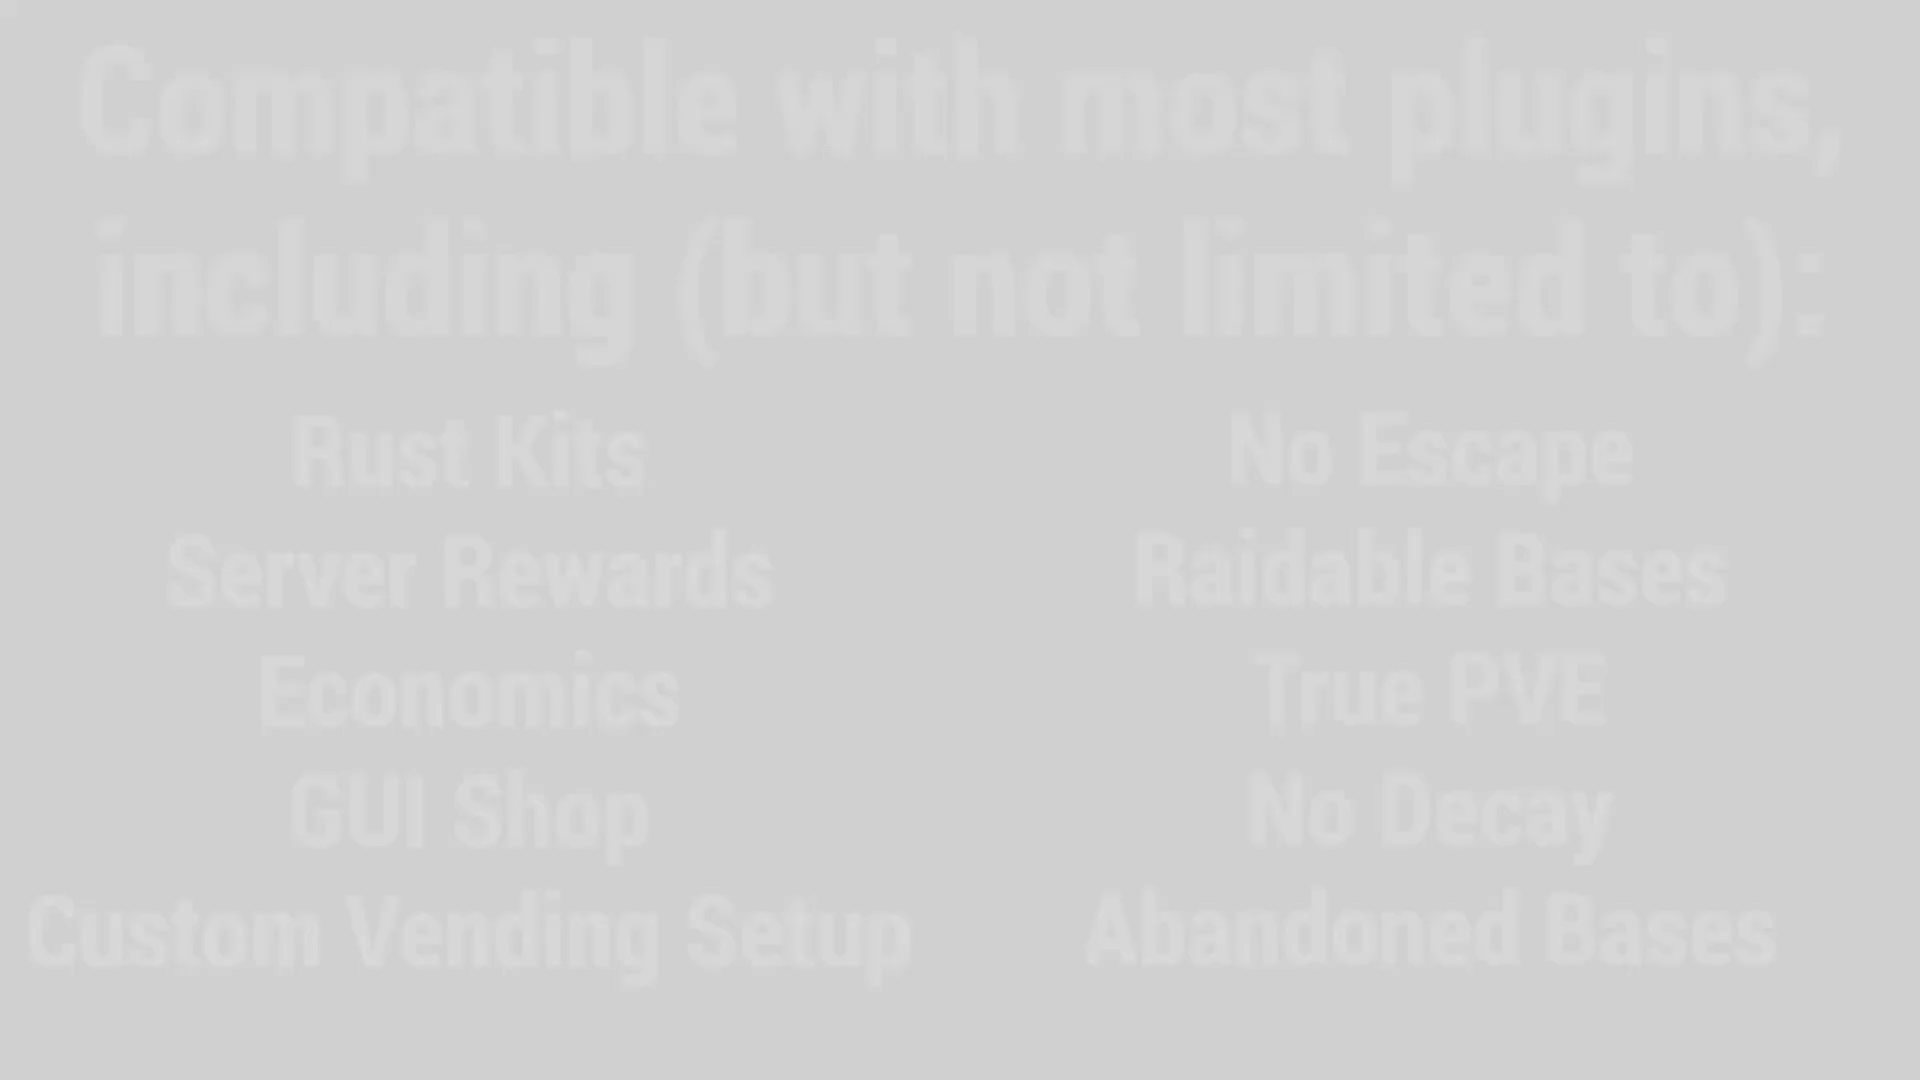 Compatible with most plugins,
including (but not limited to):
Rust Kits
Server Rewards
Economics
GUI Shop
Custom Vending Setup
No Escape
Raidable Bases
True PVE
No Decay
Abandoned Bases